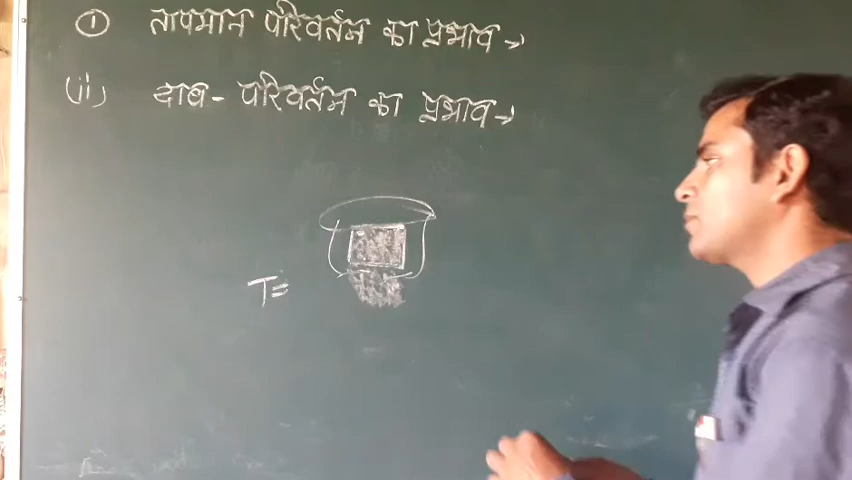 ① तापमान परिवर्तन का प्रभाव →
(ii) दाब - परिवर्तन का प्रभाव →
T =